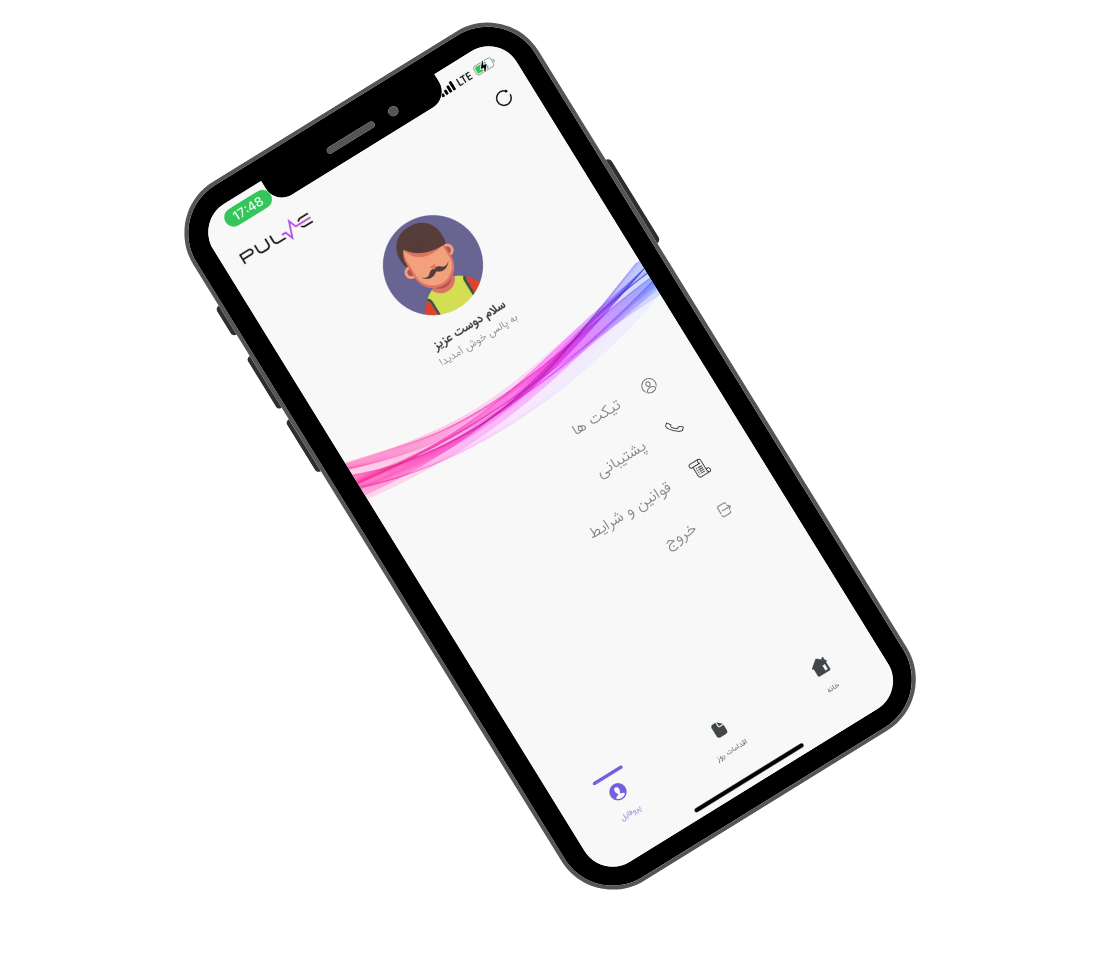 17:48
LTE
PULSE
سلام دوست عزیز
به پالس خوش آمدید!
تیکت ها
پشتیبانی
قوانین و شرایط
خروج
خانه
اقدامات روز
پروفایل